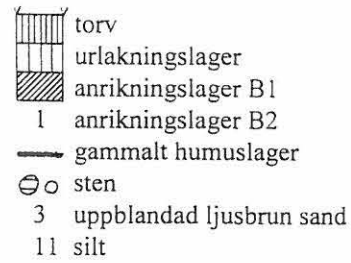 torv
urlakningslager
anrikningslager B1
1 anrikningslager B2
gammalt humuslager
sten
3 uppblandad ljusbrun sand
11 silt